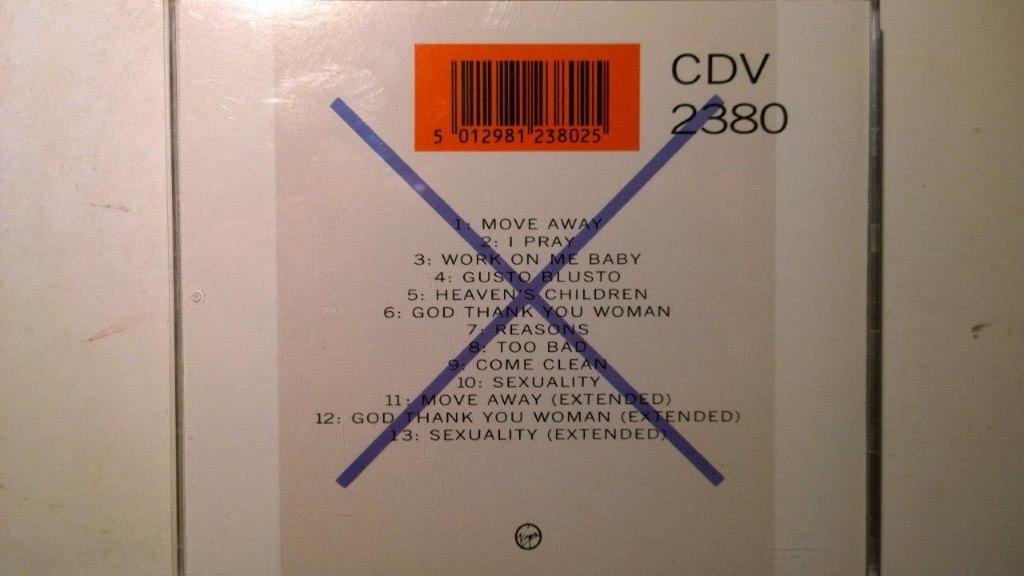 CDV
2380
5 012981 238025
1: MOVE AWAY
2: I PRAY
3: WORK ON ME BABY
4: GUSTO BLUSTO
5: HEAVEN'S CHILDREN
6: GOD THANK YOU WOMAN
7: REASONS
8: TOO BAD
9: COME CLEAN
10: SEXUALITY
11: MOVE AWAY (EXTENDED)
12: GOD THANK YOU WOMAN (EXTENDED)
13: SEXUALITY (EXTENDED)
Virgin